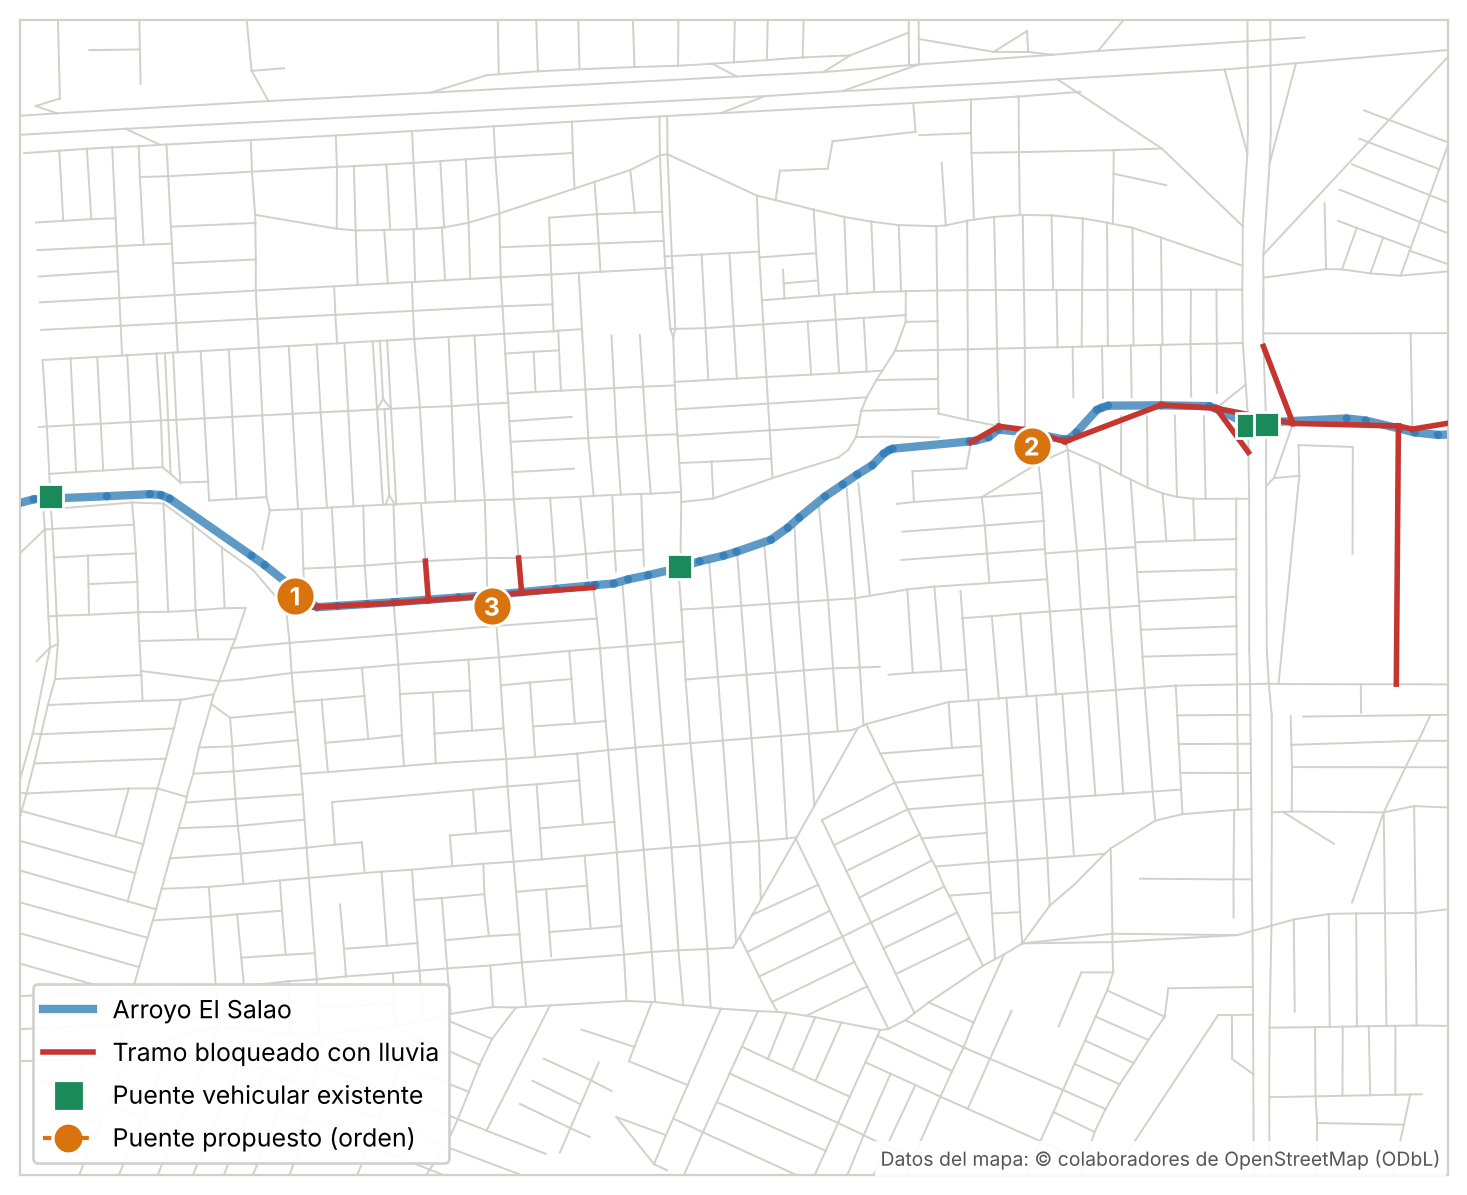 2
1
3
Arroyo El Salao
Tramo bloqueado con lluvia
Puente vehicular existente
Puente propuesto (orden)
Datos del mapa: © colaboradores de OpenStreetMap (ODbL)